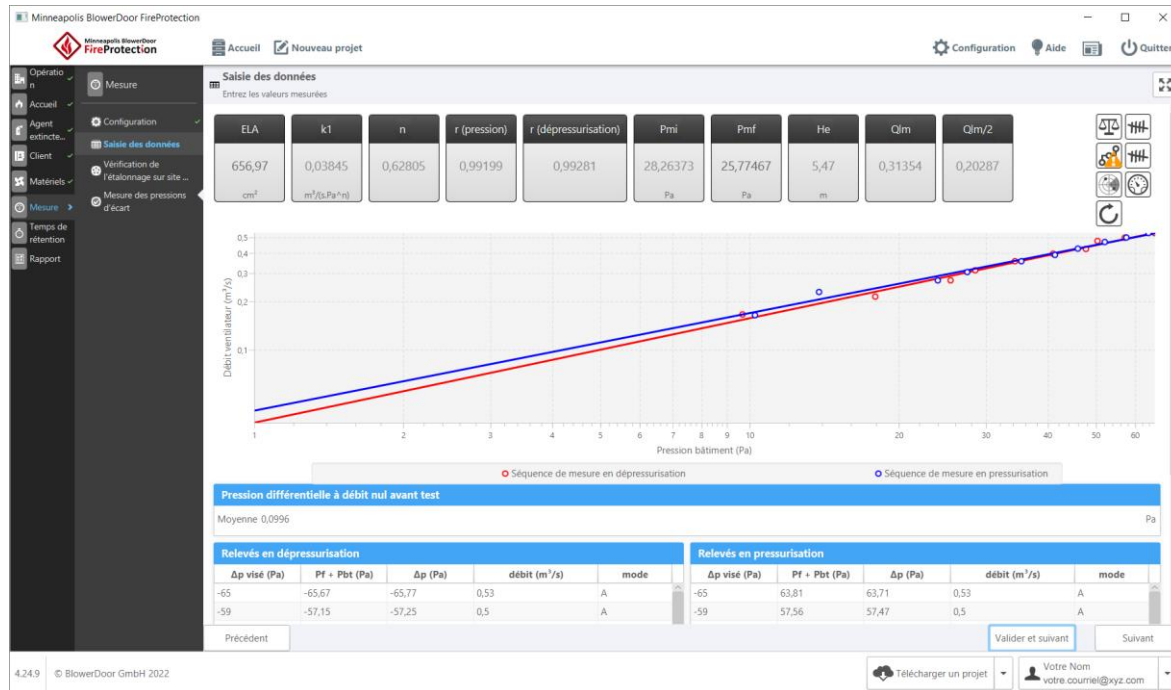 Minneapolis BlowerDoor FireProtection
Minneapolis BlowerDoor
FireProtection
Accueil
Nouveau projet
Configuration
Aide
Quitter
Opératio
n
Accueil
Agent
extincte...
Client
Matériels
Mesure
Temps de
rétention
Rapport
Mesure
Configuration
Saisie des données
Vérification de
l'étalonnage sur site ...
Mesure des pressions
d'écart
Saisie des données
Entrez les valeurs mesurées
ELA k1 n r (pression) r (dépressurisation) Pmi Pmf He Qlm Qlm/2
656,97 0,03845 0,62805 0,99199 0,99281 28,26373 25,77467 5,47 0,31354 0,20287
cm² m³/(s.Pa^n) Pa Pa m
0,5
0,4
0,3
0,2
0,1
Débit ventilateur (m³/s)
1 2 3 4 5 6 7 8 9 10 20 30 40 50 60
Pression bâtiment (Pa)
Séquence de mesure en dépressurisation Séquence de mesure en pressurisation
Pression différentielle à débit nul avant test
Moyenne 0,0996 Pa
Relevés en dépressurisation
Δp visé (Pa) Pf + Pbt (Pa) Δp (Pa) débit (m³/s) mode
-65 -65,67 -65,77 0,53 A
-59 -57,15 -57,25 0,5 A
Relevés en pressurisation
Δp visé (Pa) Pf + Pbt (Pa) Δp (Pa) débit (m³/s) mode
-65 63,81 63,71 0,53 A
-59 57,56 57,47 0,5 A
Précédent
Valider et suivant
Suivant
4.24.9 © BlowerDoor GmbH 2022
Télécharger un projet
Votre Nom
votre.courriel@xyz.com